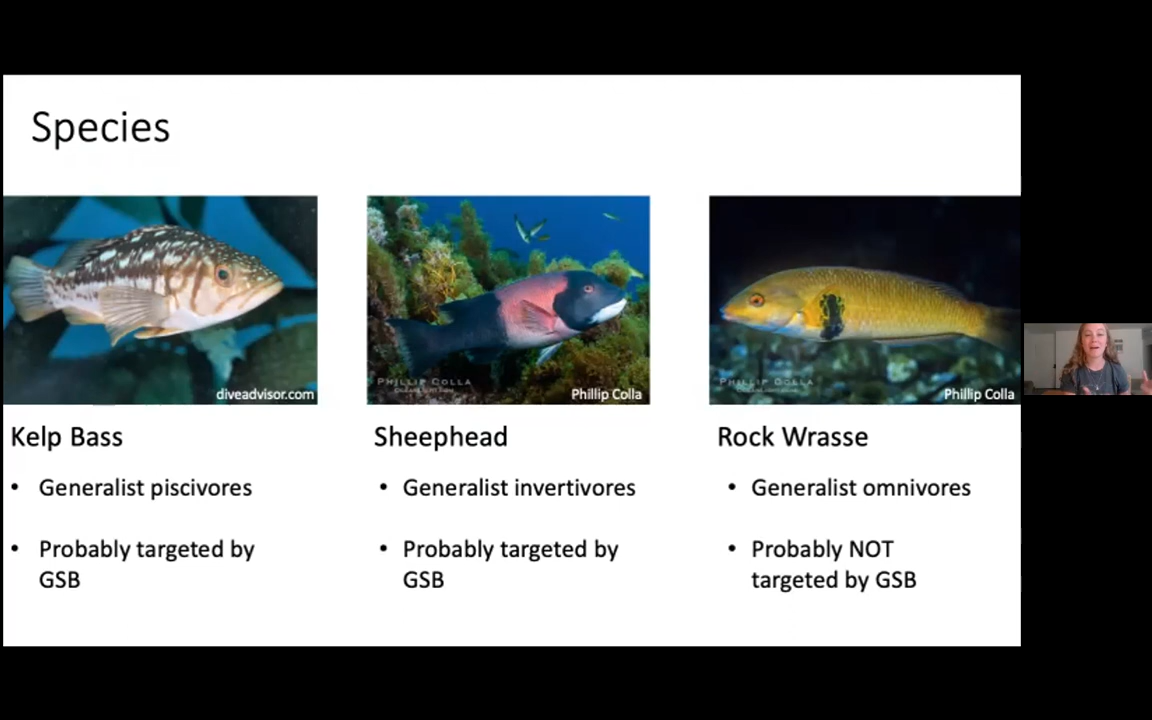 Species
diveadvisor.com
PHILLIP COLLA
Phillip Colla
PHILLIP COLLA
Phillip Colla
Kelp Bass
• Generalist piscivores
• Probably targeted by
GSB
Sheephead
• Generalist invertivores
• Probably targeted by
GSB
Rock Wrasse
• Generalist omnivores
• Probably NOT
targeted by GSB